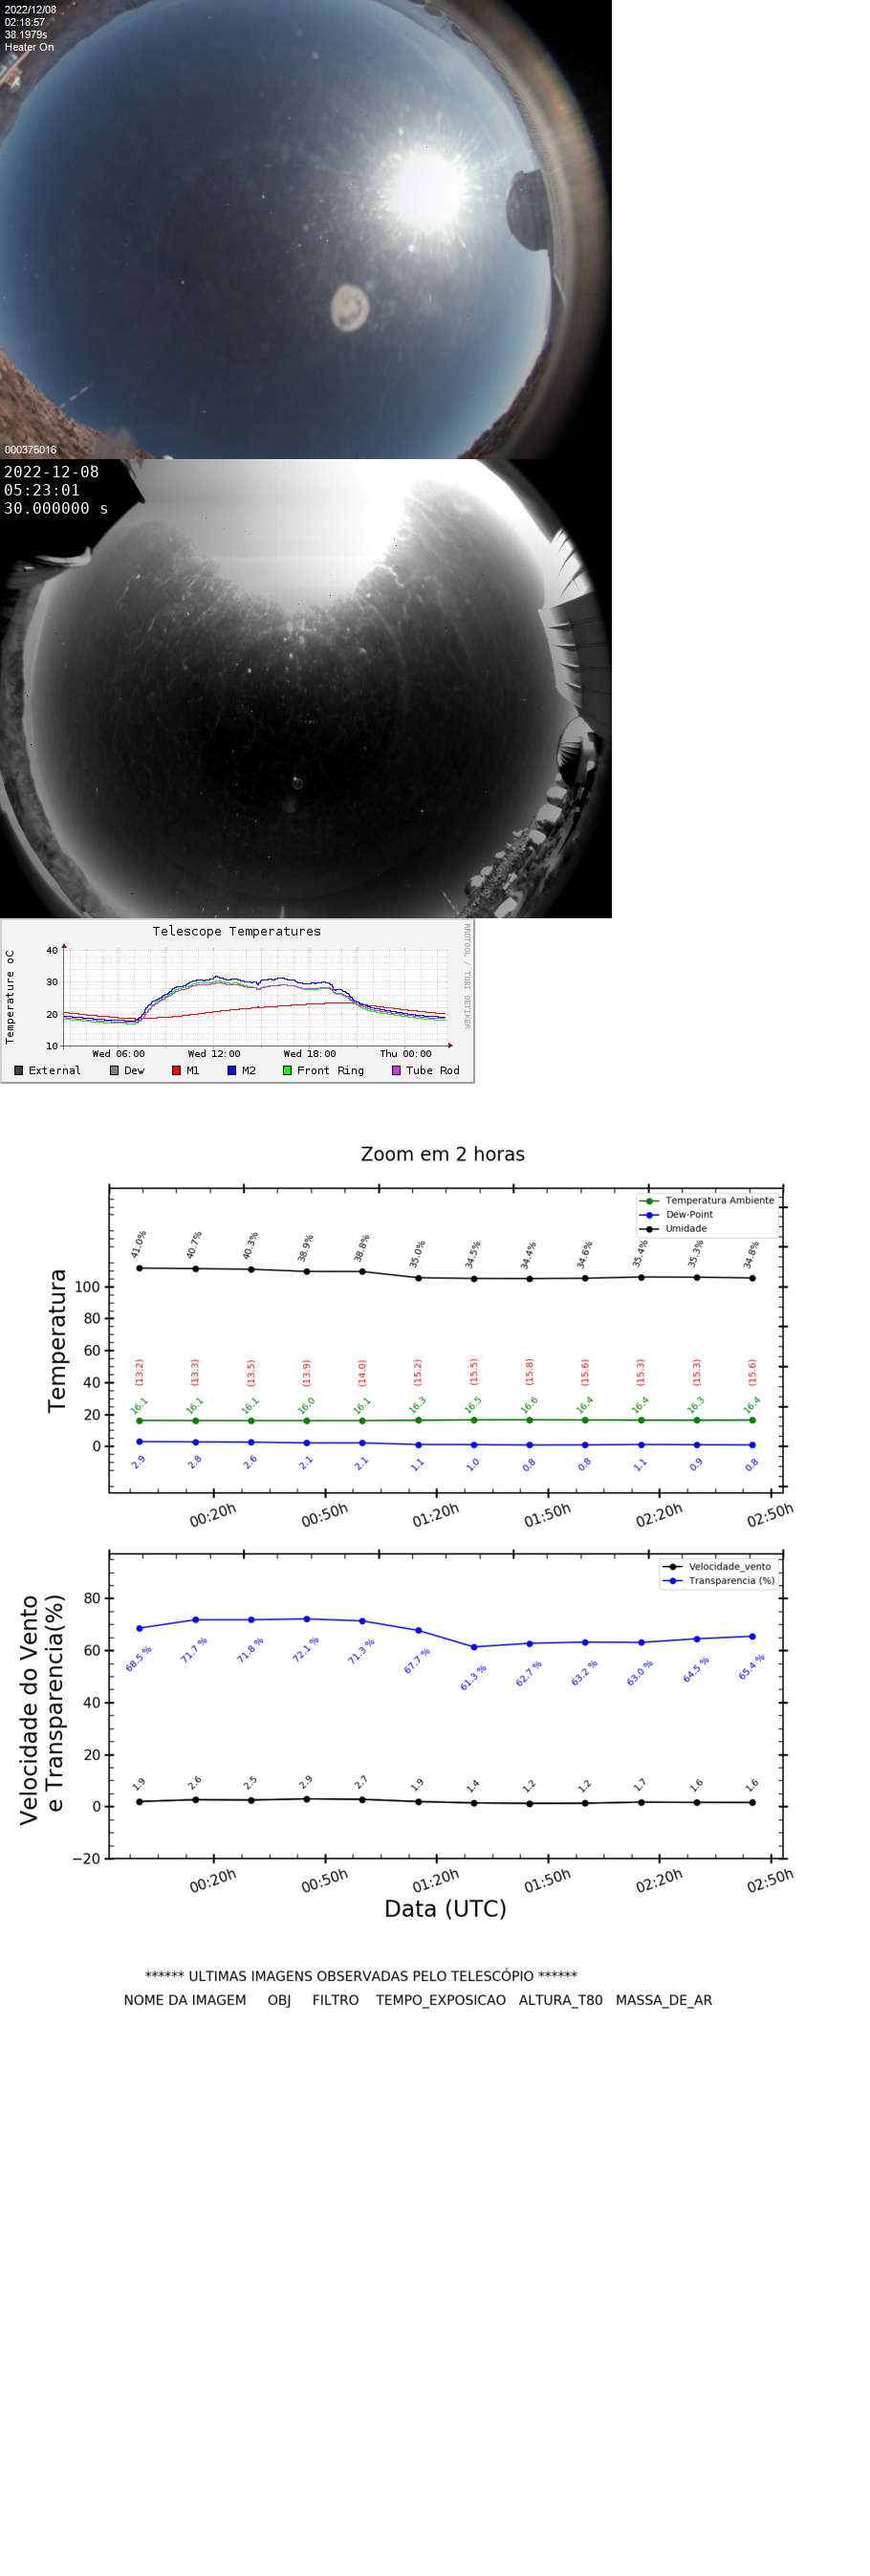 2022/12/08
02:18:57
38.1979s
Heater On
000375016
2022-12-08
05:23:01
30.000000 s
Telescope Temperatures
RRDTOOL / TOBI OETIKER
Temperature oC
40
30
20
10
Wed 06:00 Wed 12:00 Wed 18:00 Thu 00:00
External Dew M1 M2 Front Ring Tube Rod
Zoom em 2 horas
Temperatura Ambiente
Dew-Point
Umidade
41.0% 40.7% 40.3% 38.9% 38.8% 35.0% 34.5% 34.4% 34.6% 35.4% 35.3% 34.8%
Temperatura
100
80
60
40
20
0
(13.2) (13.3) (13.5) (13.9) (14.0) (15.2) (15.5) (15.8) (15.6) (15.3) (15.3) (15.6)
16.1 16.1 16.1 16.0 16.1 16.3 16.5 16.6 16.4 16.4 16.3 16.4
2.9 2.8 2.6 2.1 2.1 1.1 1.0 0.8 0.8 1.1 0.9 0.8
00:20h 00:50h 01:20h 01:50h 02:20h 02:50h
Velocidade_vento
Transparencia (%)
Velocidade do Vento
e Transparencia(%)
80
60
40
20
0
−20
68.5 % 71.7 % 71.8 % 72.1 % 71.3 % 67.7 % 61.3 % 62.7 % 63.2 % 63.0 % 64.5 % 65.4 %
1.9 2.6 2.5 2.9 2.7 1.9 1.4 1.2 1.2 1.7 1.6 1.6
00:20h 00:50h 01:20h 01:50h 02:20h 02:50h
Data (UTC)
****** ULTIMAS IMAGENS OBSERVADAS PELO TELESCÓPIO ******
NOME DA IMAGEM OBJ FILTRO TEMPO_EXPOSICAO ALTURA_T80 MASSA_DE_AR